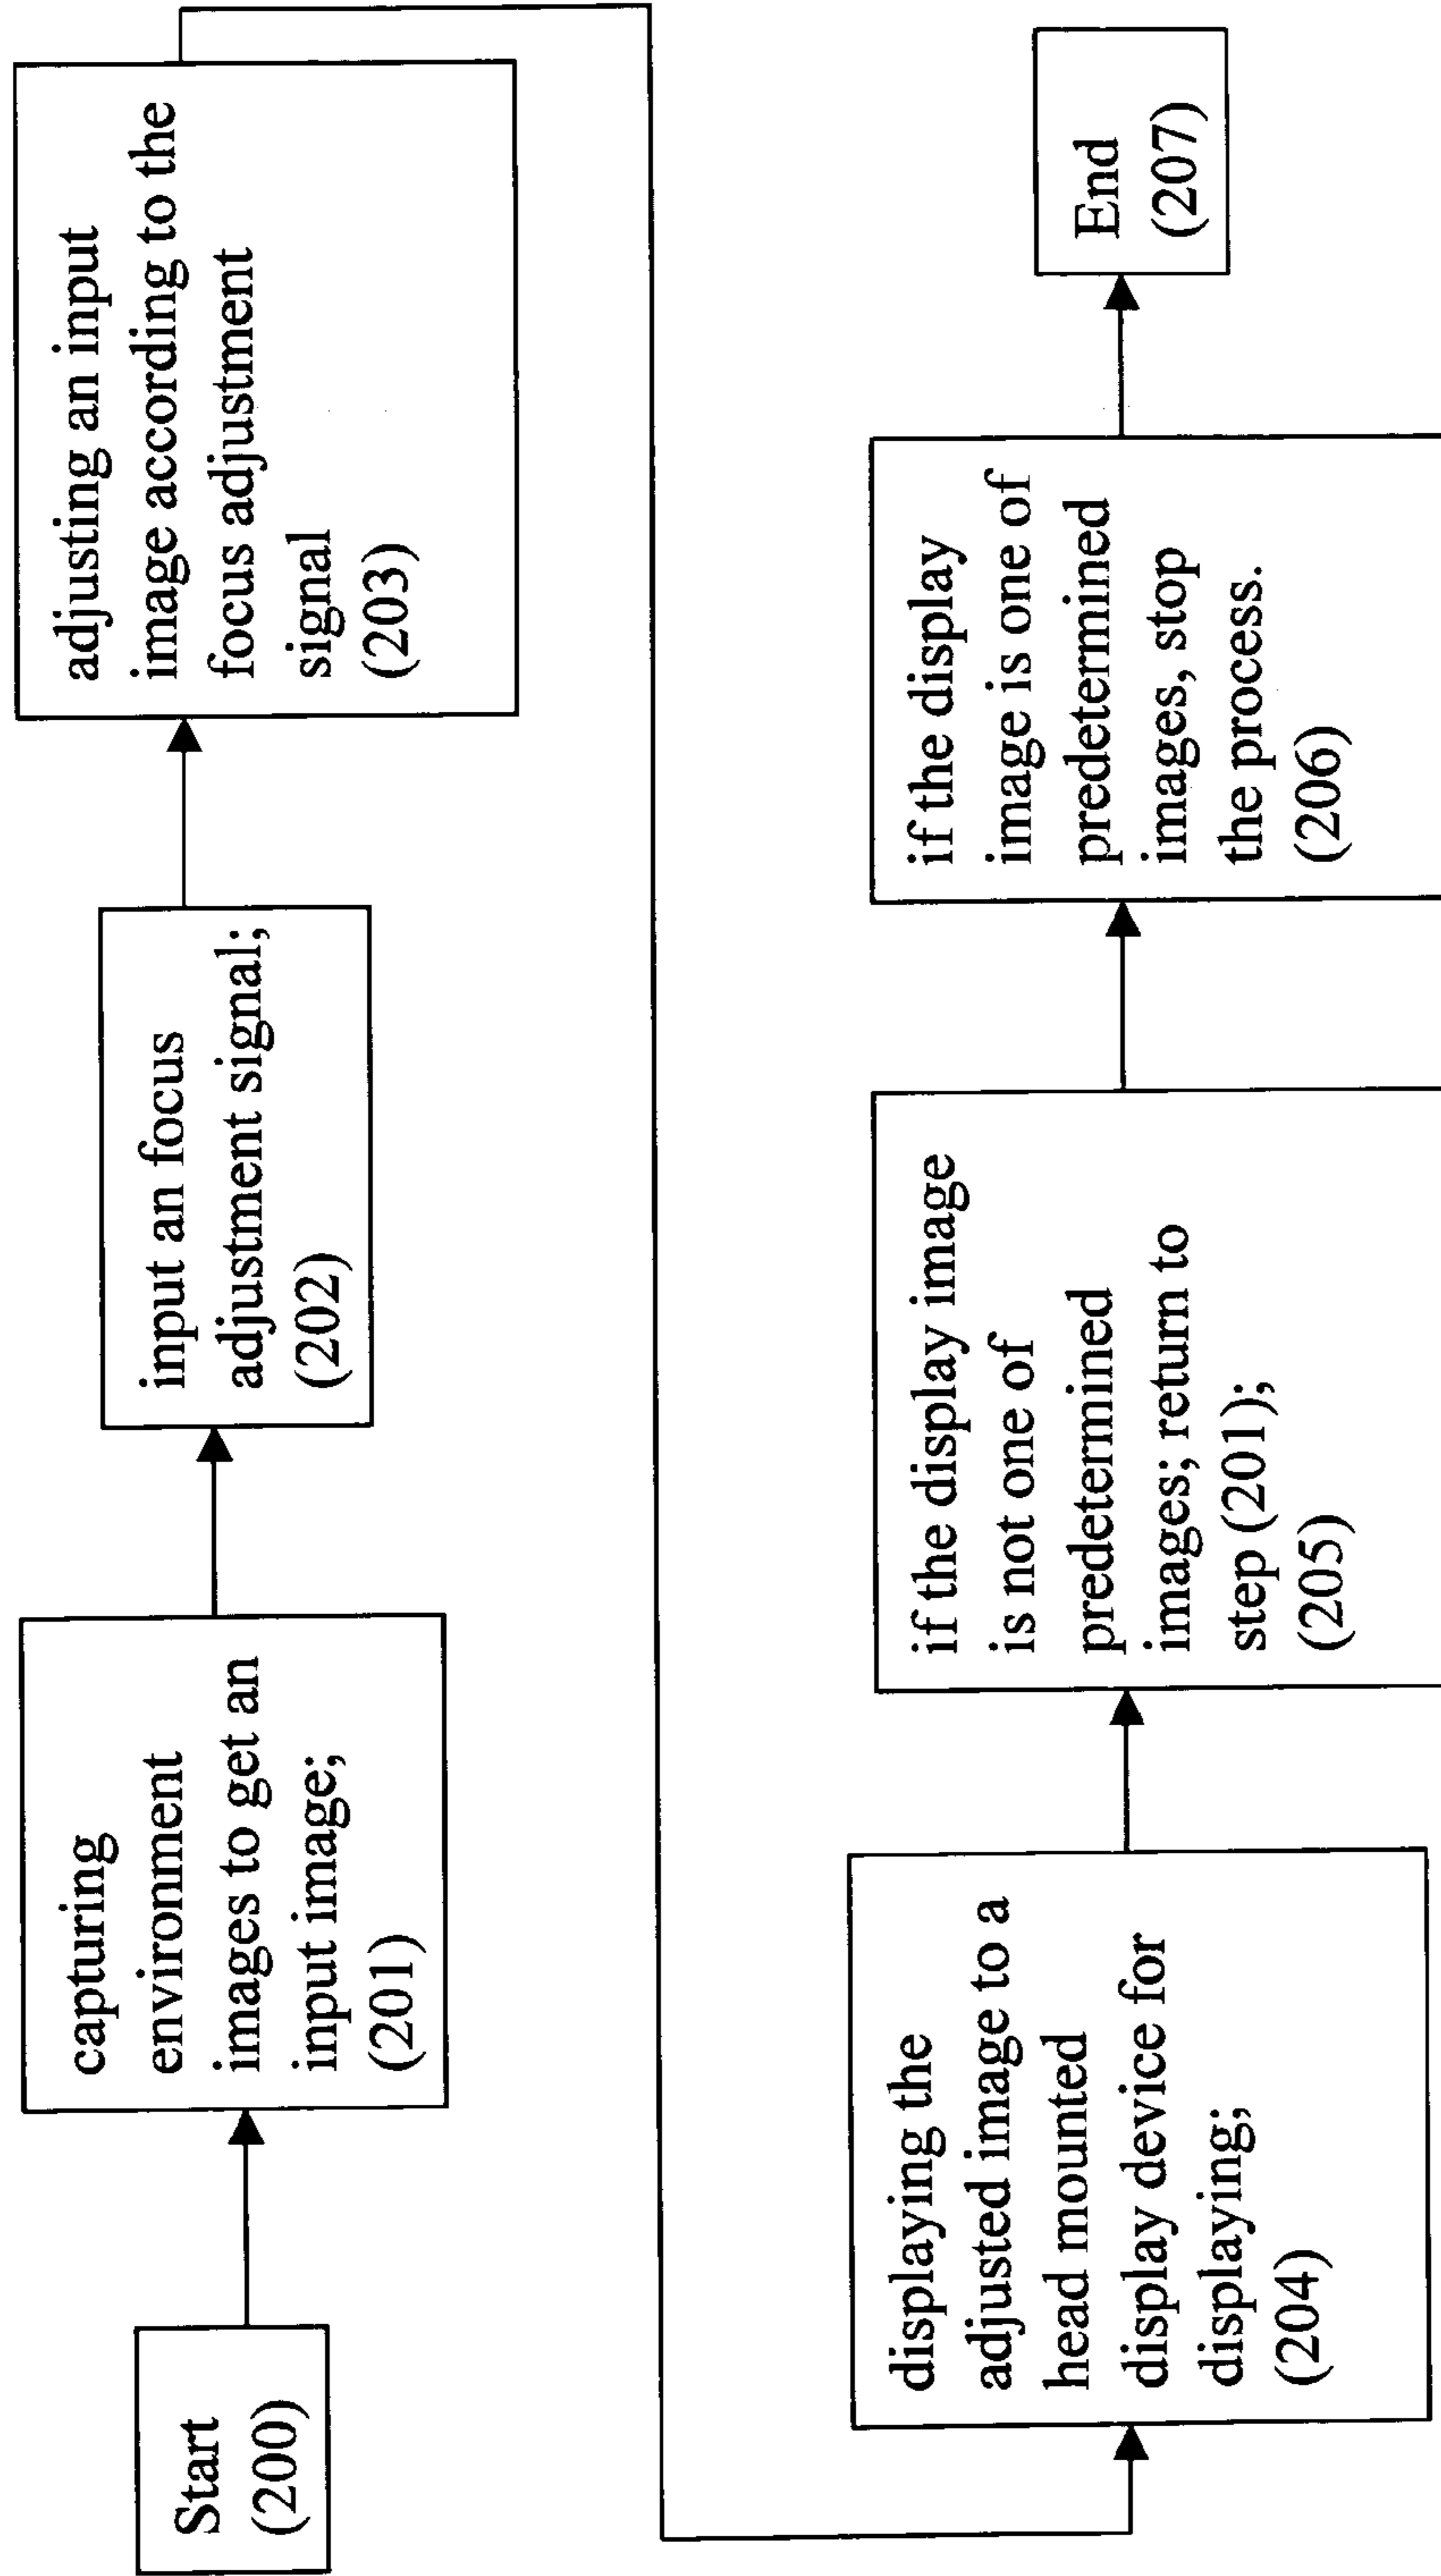 Start
(200)
capturing
environment
images to get an
input image;
(201)
input an focus
adjustment signal;
(202)
adjusting an input
image according to the
focus adjustment
signal
(203)
displaying the
adjusted image to a
head mounted
display device for
displaying;
(204)
if the display image
is not one of
predetermined
images; return to
step (201);
(205)
if the display
image is one of
predetermined
images, stop
the process.
(206)
End
(207)